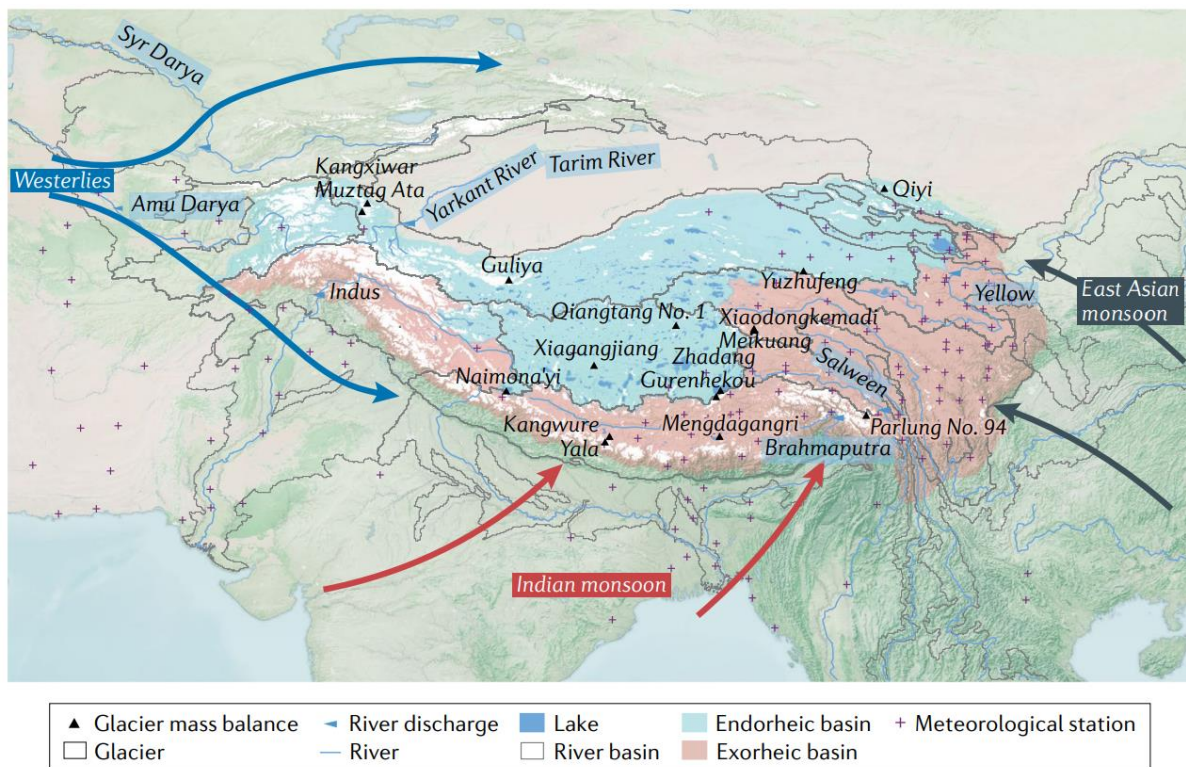 Syr Darya
Westerlies
Amu Darya
Kangxiwar
Muztag Ata
Yarkant River
Tarim River
Qiyi
Guliya
Indus
Yuzhufeng
Yellow
East Asian
monsoon
Qiangtang No. 1
Xiaodongkemadi
Meikuang
Xiagangjiang
Zhadang
Gurenhekou
Salween
Naimona'yi
Kangwure
Yala
Mengdagangri
Parlung No. 94
Brahmaputra
Indian monsoon
Glacier mass balance
River discharge
Lake
Endorheic basin
Meteorological station
Glacier
River
River basin
Exorheic basin